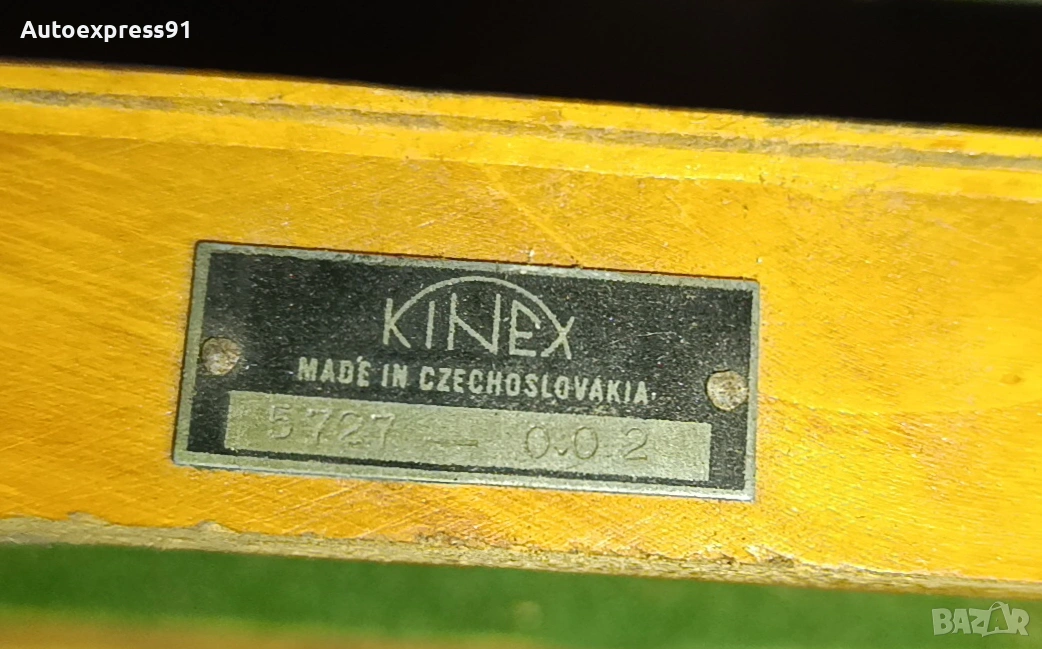 Autoexpress91
KINEX
MADE IN CZECHOSLOVAKIA
5727 — 0.02
BAZAR